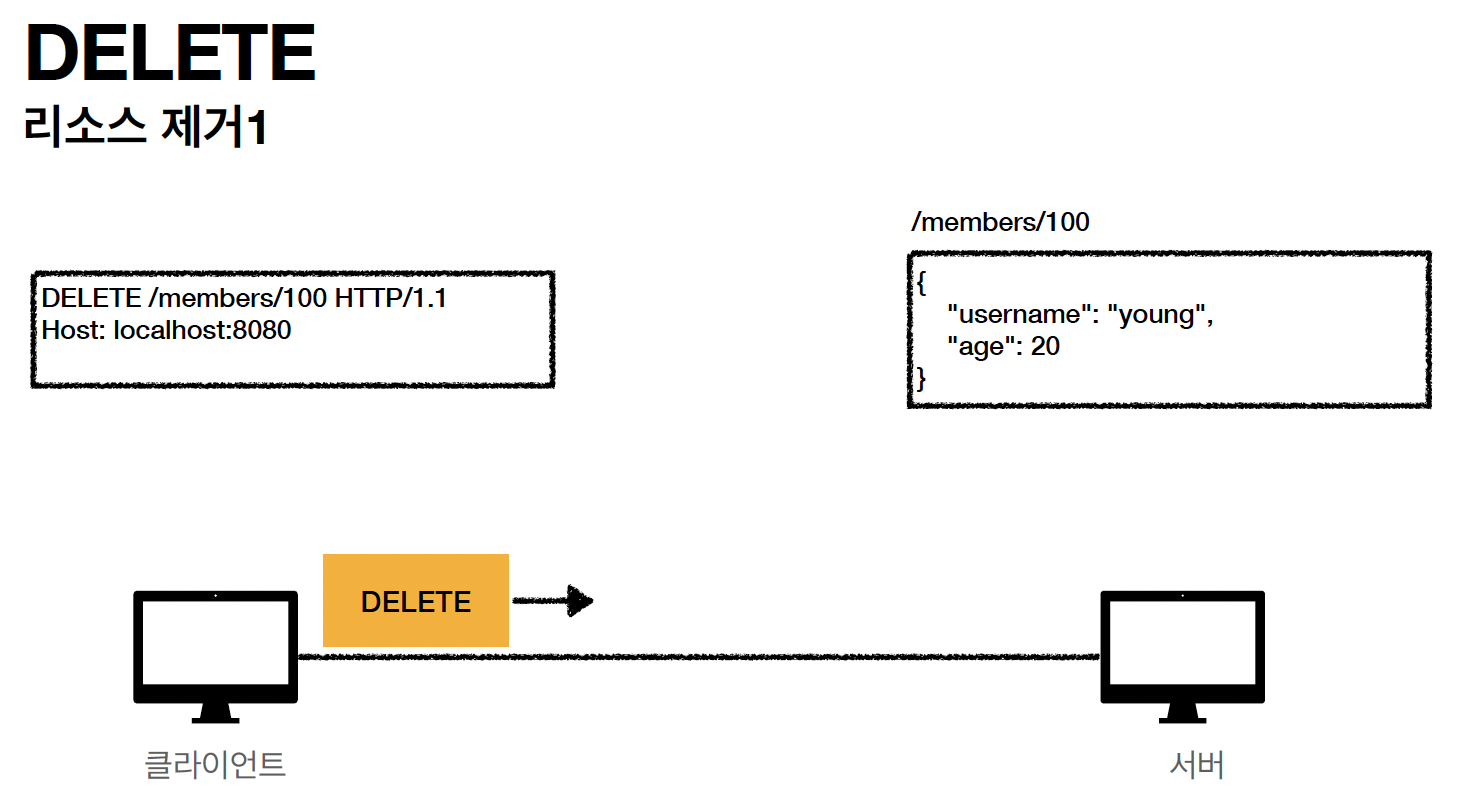 DELETE
리소스 제거1
DELETE /members/100 HTTP/1.1
Host: localhost:8080
/members/100
{
"username": "young",
"age": 20
}
DELETE
클라이언트
서버